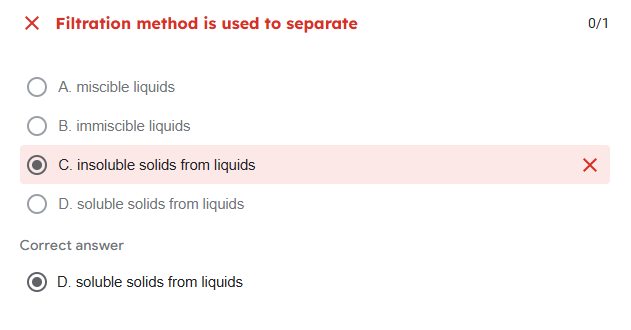 Filtration method is used to separate 0/1
A. miscible liquids
B. immiscible liquids
C. insoluble solids from liquids
D. soluble solids from liquids
Correct answer
D. soluble solids from liquids